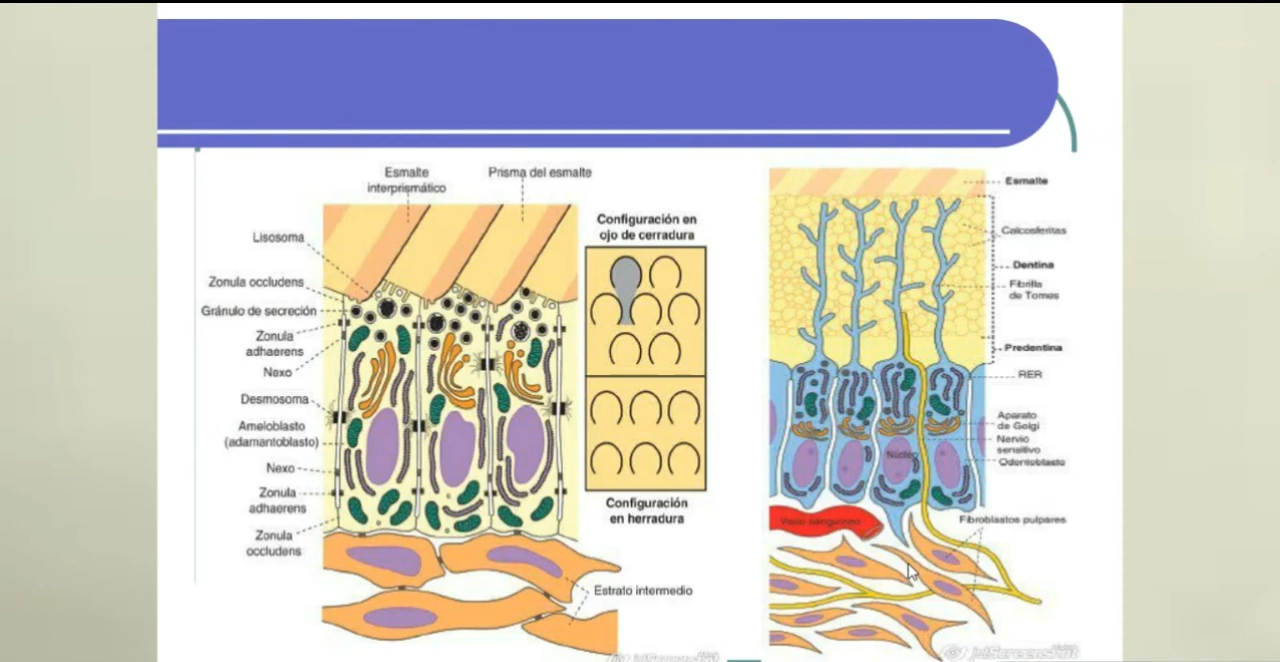 Esmalte
interprismático
Prisma del esmalte
Lisosoma
Zonula occludens
Gránulo de secreción
Zonula
adhaerens
Nexo
Desmosoma
Ameloblasto
(adamantoblasto)
Nexo
Zonula
adhaerens
Zonula
occludens
Estrato intermedio
Configuración en
ojo de cerradura
Configuración
en herradura
Esmalte
Calcosferitas
Dentina
Fibrilla
de Tomes
Predentina
RER
Aparato
de Golgi
Nervio
sensitivo
Odontoblasto
Núcleo
Vaso sanguíneo
Fibroblastos pulpares